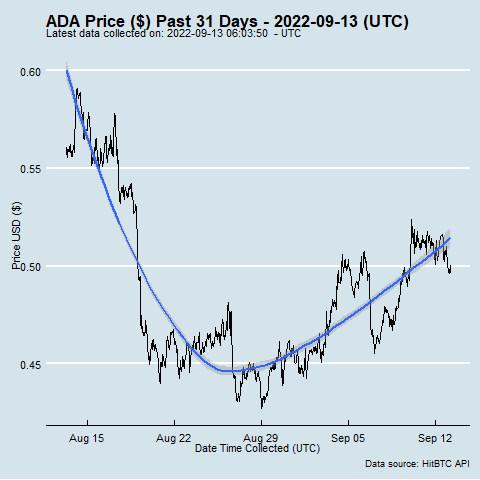 ADA Price ($) Past 31 Days - 2022-09-13 (UTC)
Latest data collected on: 2022-09-13 06:03:50  - UTC
0.60
0.55
0.50
0.45
0.42
Price USD ($)
Aug 15
Aug 22
Aug 29
Sep 05
Sep 12
Date Time Collected (UTC)
Data source: HitBTC API